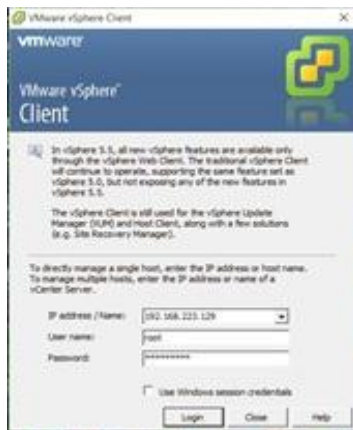 VMware vSphere Client
vmware
VMware vSphere™
Client
In vSphere 5.5, all new vSphere features are available only
through the vSphere Web Client. The traditional vSphere Client
will continue to operate, supporting the same feature set as
vSphere 5.0, but not exposing any of the new features in
vSphere 5.5.
The vSphere Client is still used for the vSphere Update
Manager (VUM) and Host Client, along with a few solutions
(e.g. Site Recovery Manager).
To directly manage a single host, enter the IP address or host name.
To manage multiple hosts, enter the IP address or name of a
vCenter Server.
IP address / Name: 192.168.223.129
User name: root
Password: *********
Use Windows session credentials
Login Close Help